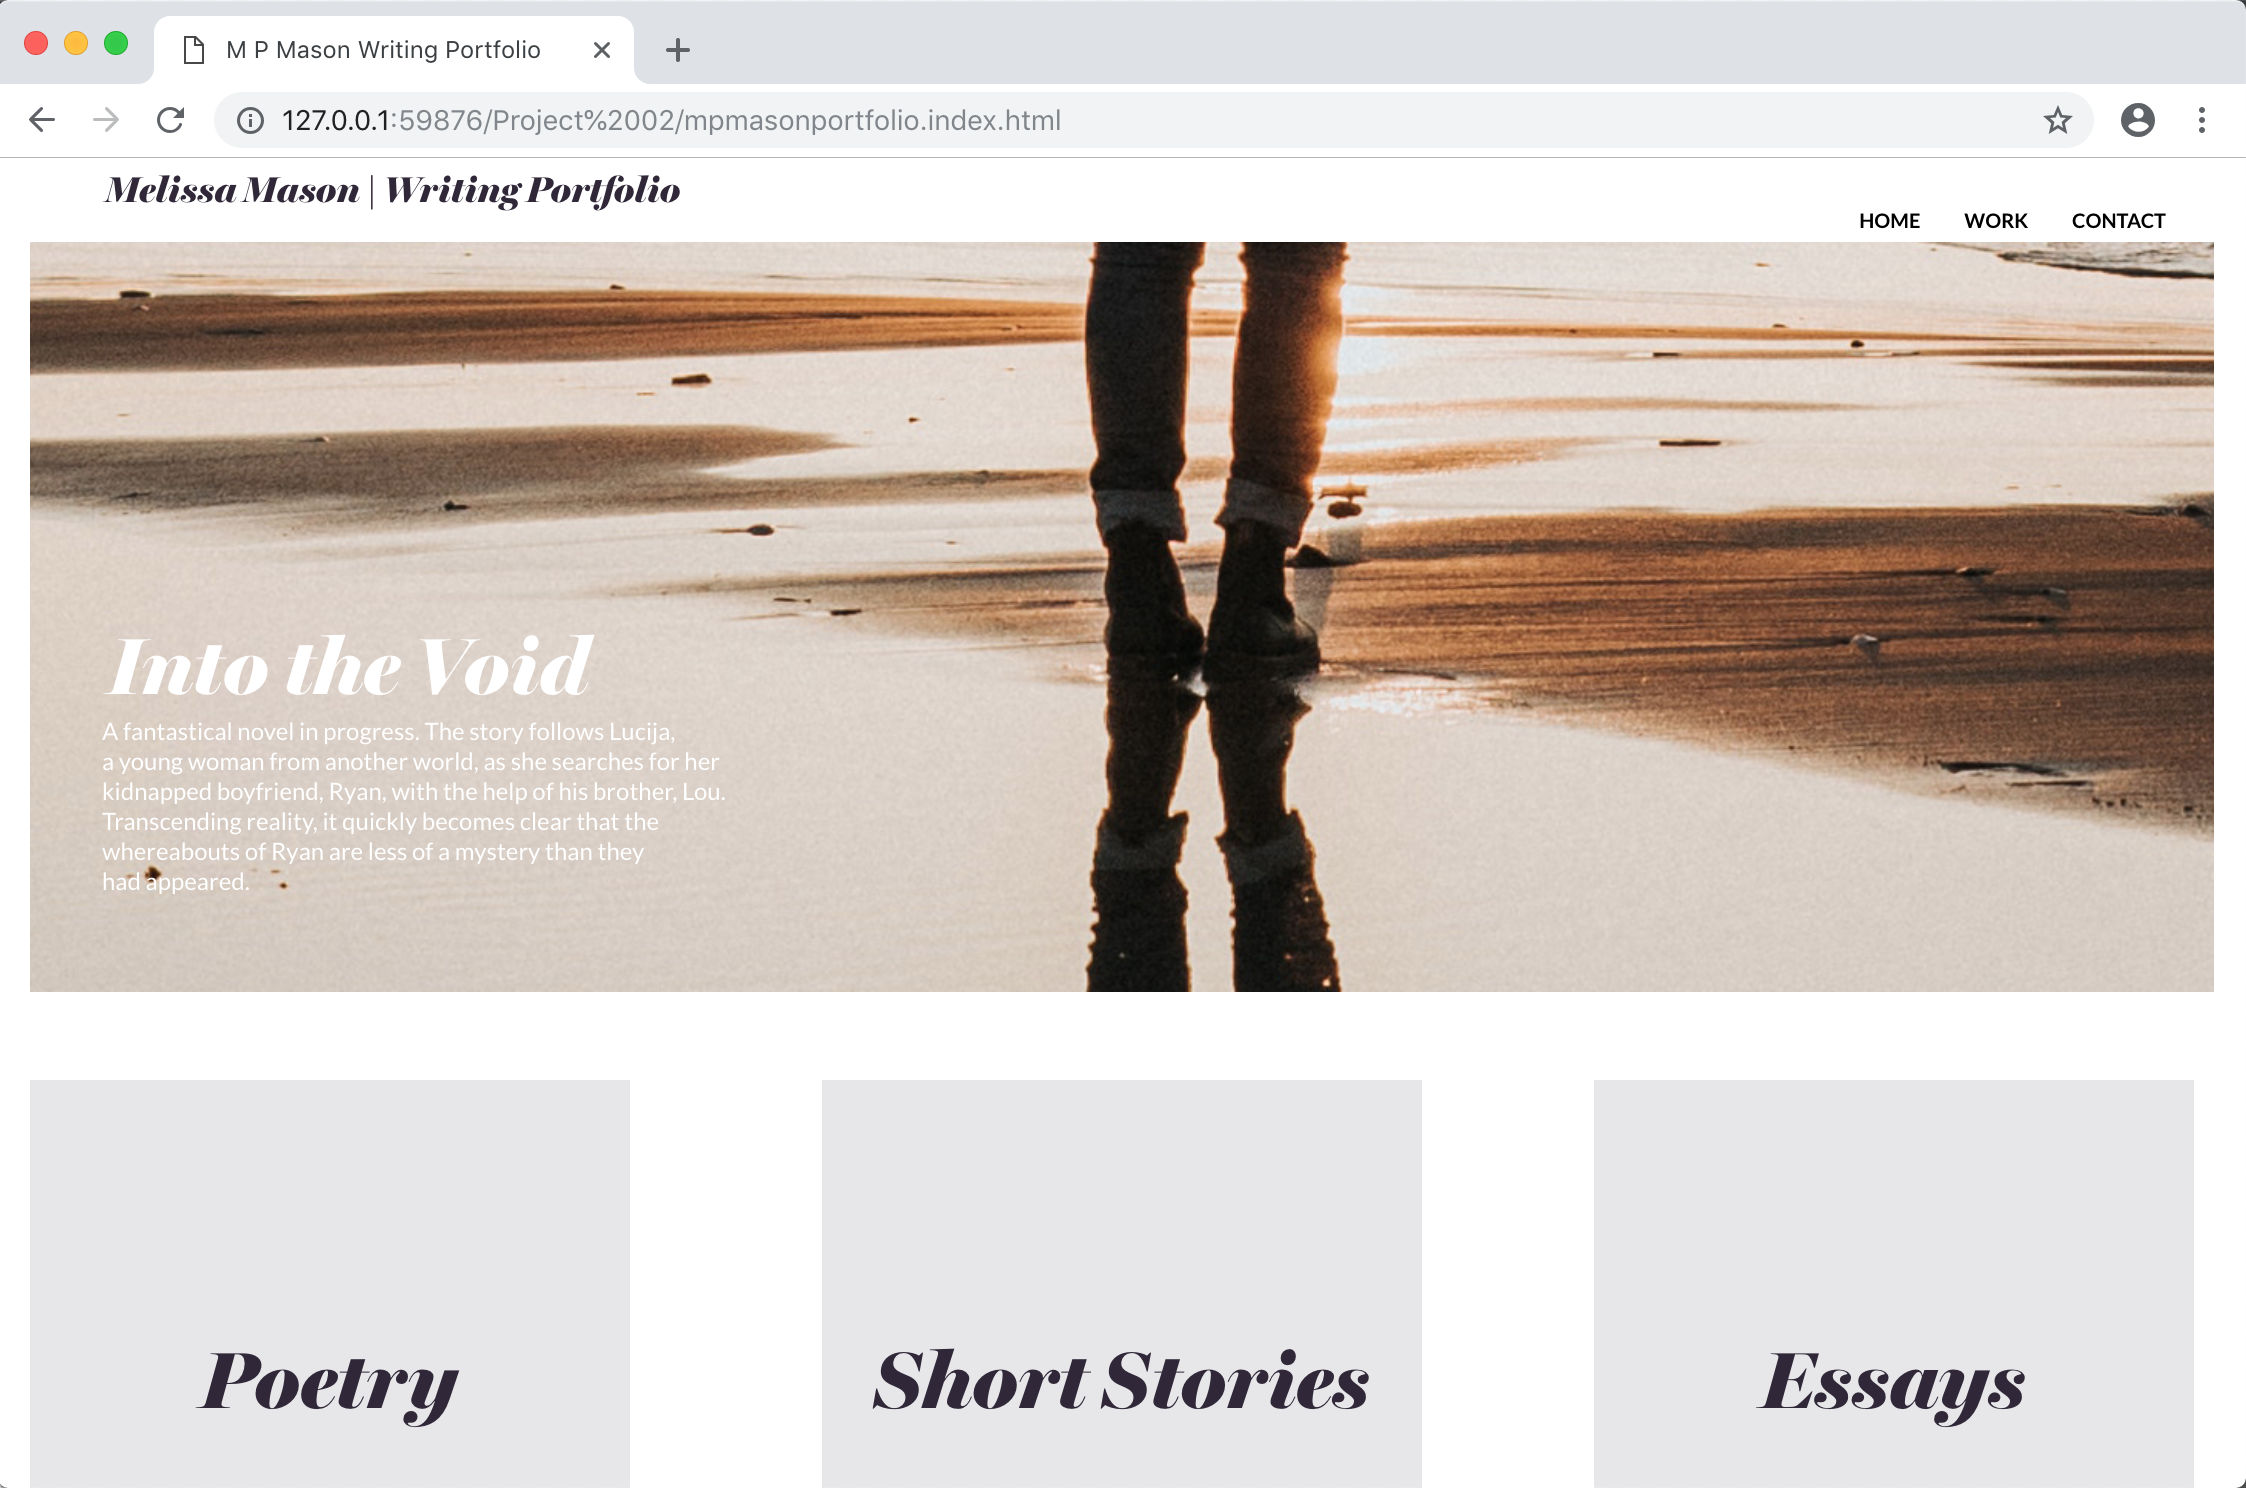 M P Mason Writing Portfolio
127.0.0.1:59876/Project%2002/mpmasonportfolio.index.html
Melissa Mason | Writing Portfolio
HOME WORK CONTACT
Into the Void
A fantastical novel in progress. The story follows Lucija,
a young woman from another world, as she searches for her
kidnapped boyfriend, Ryan, with the help of his brother, Lou.
Transcending reality, it quickly becomes clear that the
whereabouts of Ryan are less of a mystery than they
had appeared.
Poetry
Short Stories
Essays